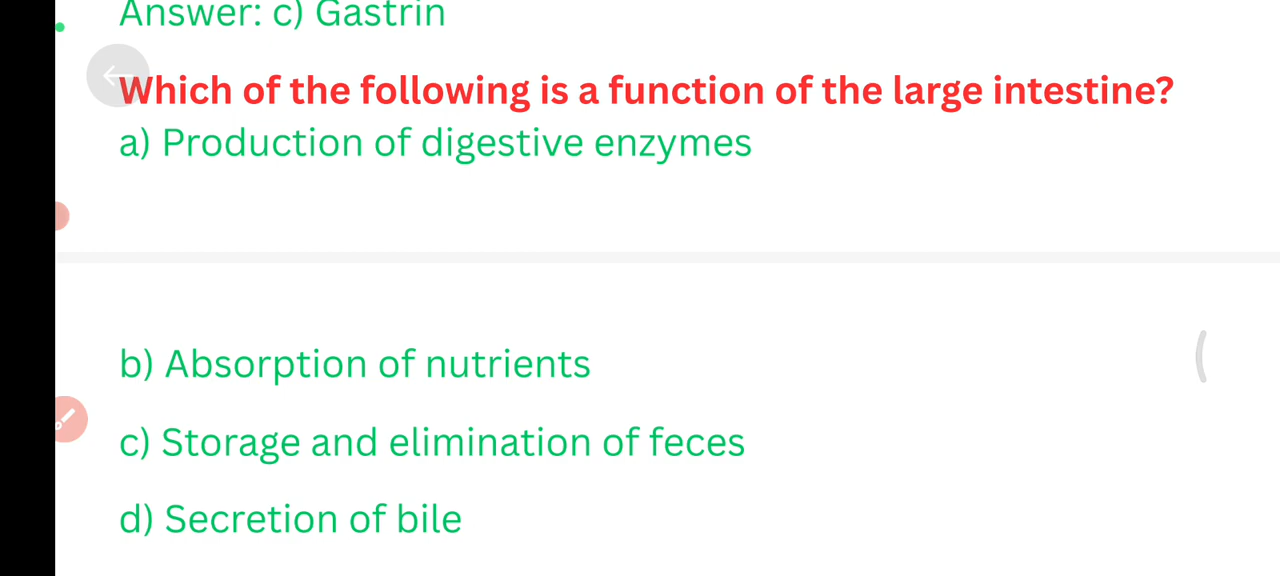 Answer: c) Gastrin
Which of the following is a function of the large intestine?
a) Production of digestive enzymes
b) Absorption of nutrients
c) Storage and elimination of feces
d) Secretion of bile